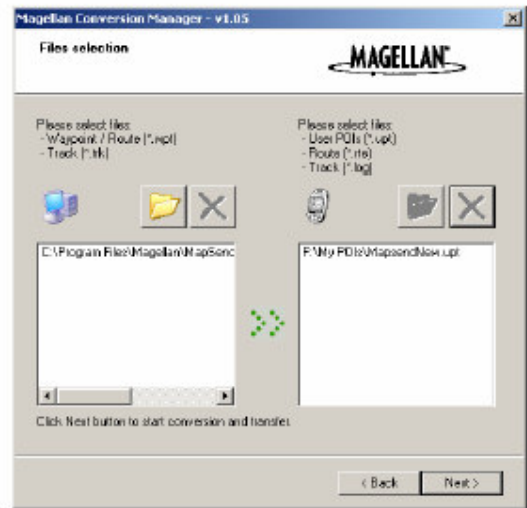 Magellan Conversion Manager - v1.05
Files selection
MAGELLAN
Please select files:
- Waypoint / Route (*.wpt)
- Track (*.trk)
Please select files:
- User POIs (*.upt)
- Route (*.rte)
- Track (*.log)
C:\Program Files\Magellan\MapSend
F:\My POIs\MapsendNew.upt
Click Next button to start conversion and transfer.
< Back
Next >